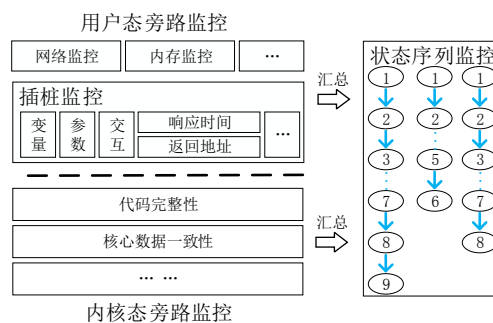 用户态旁路监控
网络监控 内存监控 …
插桩监控
变量 参数 交互 响应时间 返回地址 …
代码完整性
核心数据一致性
… …
内核态旁路监控
汇总
汇总
状态序列监控
1 1 1
2 2 2
3 5 3
7 6 7
8 8
9